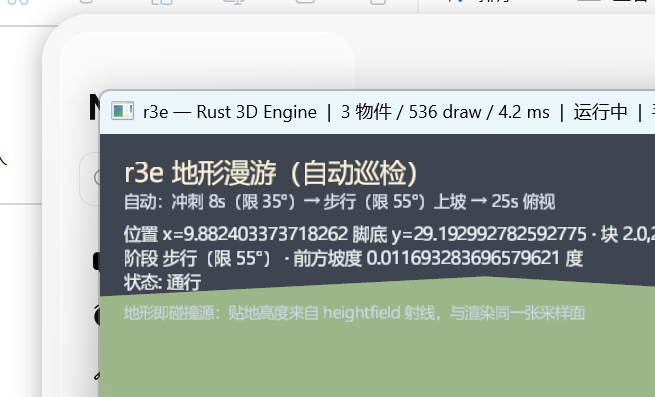 r3e — Rust 3D Engine | 3 物件 / 536 draw / 4.2 ms | 运行中 |
r3e 地形漫游（自动巡检）
自动：冲刺 8s（限 35°）→ 步行（限 55°）上坡 → 25s 俯视
位置 x=9.882403373718262 脚底 y=29.192992782592775 · 块 2.0,2
阶段 步行（限 55°） · 前方坡度 0.011693283696579621 度
状态: 通行
地形即碰撞源：贴地高度来自 heightfield 射线，与渲染同一张采样面